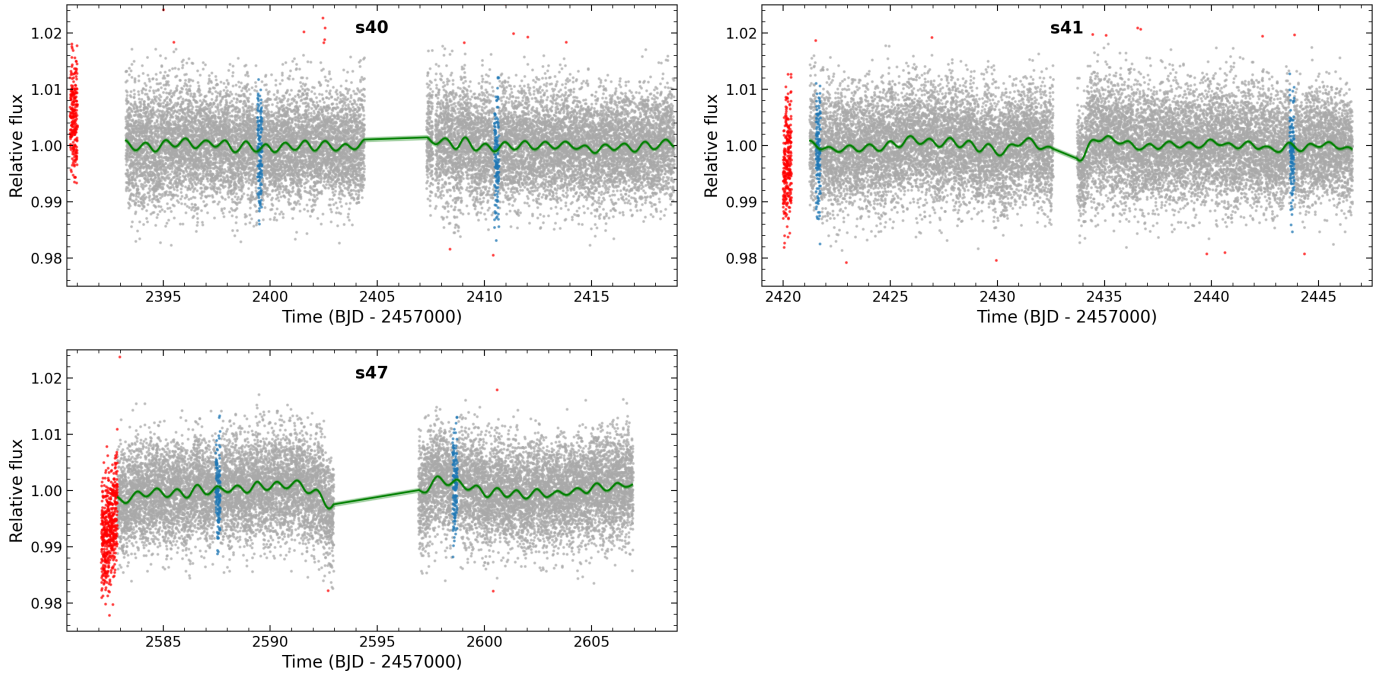 s40
1.02
1.01
1.00
0.99
0.98
Relative flux
2395 2400 2405 2410 2415
Time (BJD - 2457000)
s41
1.02
1.01
1.00
0.99
0.98
Relative flux
2420 2425 2430 2435 2440 2445
Time (BJD - 2457000)
s47
1.02
1.01
1.00
0.99
0.98
Relative flux
2585 2590 2595 2600 2605
Time (BJD - 2457000)